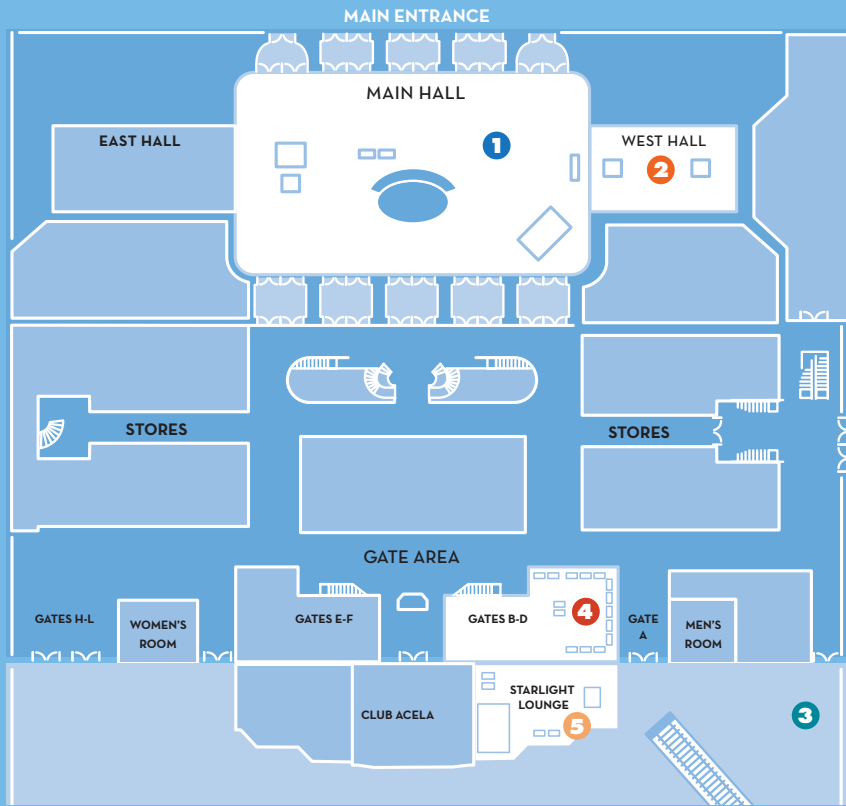 MAIN ENTRANCE
MAIN HALL
EAST HALL
1
WEST HALL
2
STORES
STORES
GATE AREA
GATES H-L
WOMEN'S
ROOM
GATES E-F
GATES B-D
4
GATE
A
MEN'S
ROOM
CLUB ACELA
STARLIGHT
LOUNGE
5
3